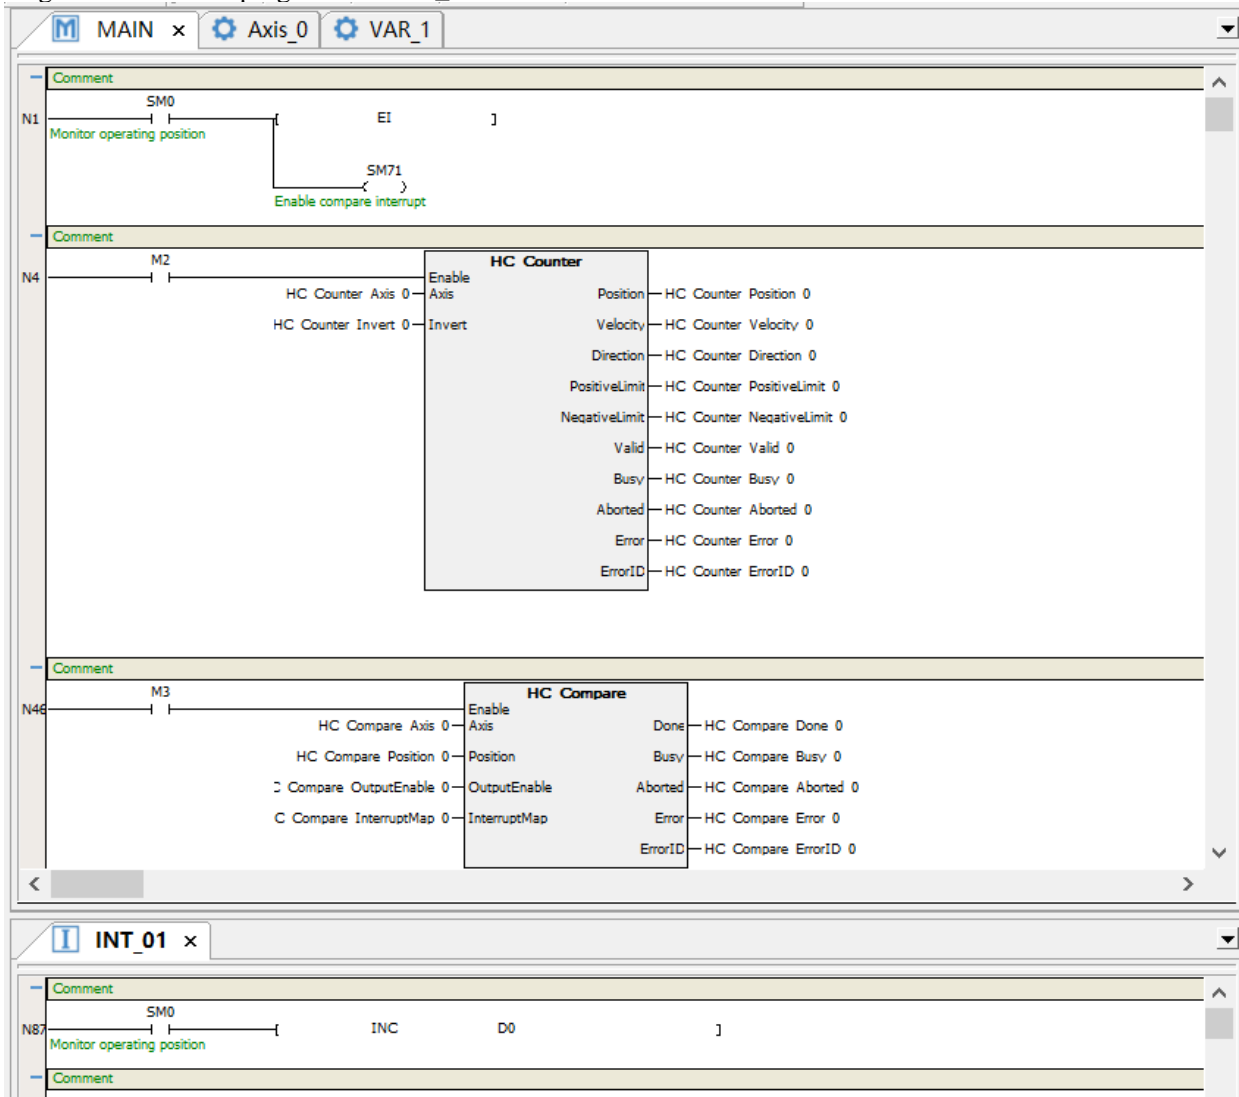 MAIN × Axis_0 VAR_1
Comment
SM0
N1 [ EI ]
Monitor operating position
SM71
Enable compare interrupt
Comment
M2 HC Counter
N4 Enable
HC Counter Axis 0 Axis Position HC Counter Position 0
HC Counter Invert 0 Invert Velocity HC Counter Velocity 0
Direction HC Counter Direction 0
PositiveLimit HC Counter PositiveLimit 0
NegativeLimit HC Counter NegativeLimit 0
Valid HC Counter Valid 0
Busy HC Counter Busy 0
Aborted HC Counter Aborted 0
Error HC Counter Error 0
ErrorID HC Counter ErrorID 0
Comment
M3 HC Compare
N46 Enable
HC Compare Axis 0 Axis Done HC Compare Done 0
HC Compare Position 0 Position Busy HC Compare Busy 0
Compare OutputEnable 0 OutputEnable Aborted HC Compare Aborted 0
C Compare InterruptMap 0 InterruptMap Error HC Compare Error 0
ErrorID HC Compare ErrorID 0
INT_01 ×
Comment
SM0
N87 [ INC D0 ]
Monitor operating position
Comment